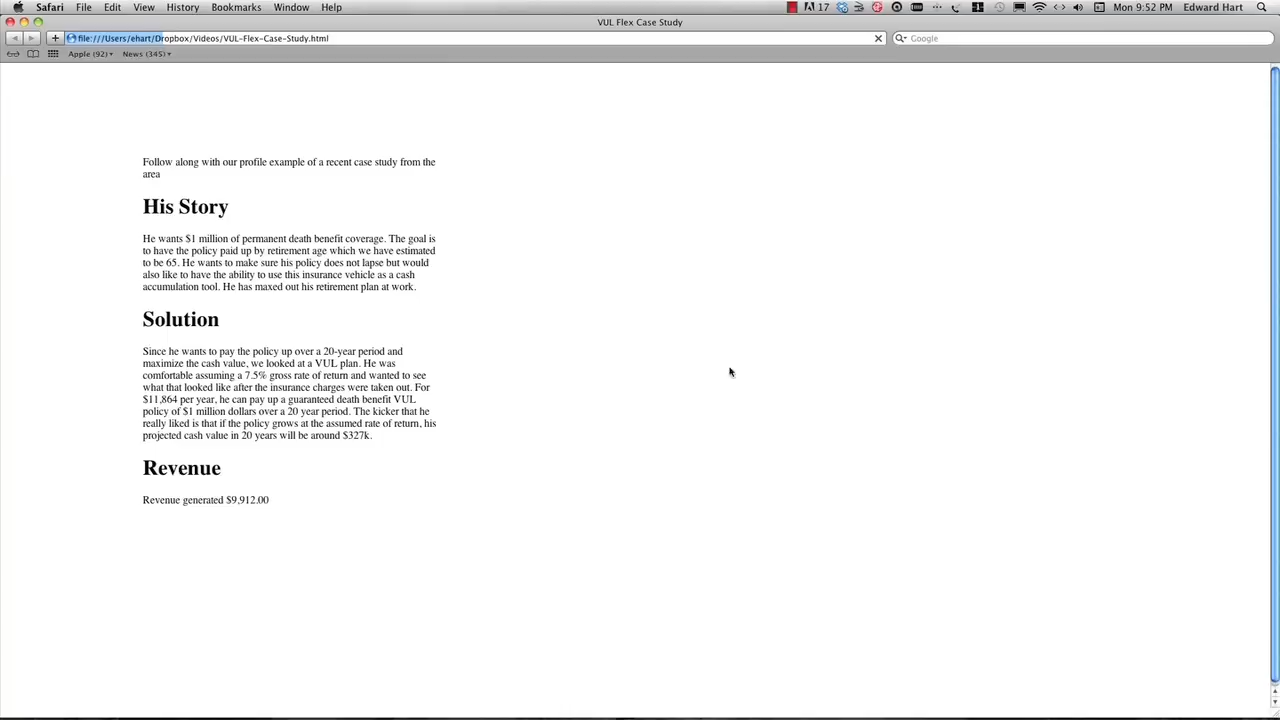 Safari File Edit View History Bookmarks Window Help 17 1 Mon 9:52 PM Edward Hart
VUL Flex Case Study
file:///Users/ehart/Dropbox/Videos/VUL-Flex-Case-Study.html Google
Apple (92) News (345)
Follow along with our profile example of a recent case study from the
area
His Story
He wants $1 million of permanent death benefit coverage. The goal is
to have the policy paid up by retirement age which we have estimated
to be 65. He wants to make sure his policy does not lapse but would
also like to have the ability to use this insurance vehicle as a cash
accumulation tool. He has maxed out his retirement plan at work.
Solution
Since he wants to pay the policy up over a 20-year period and
maximize the cash value, we looked at a VUL plan. He was
comfortable assuming a 7.5% gross rate of return and wanted to see
what that looked like after the insurance charges were taken out. For
$11,864 per year, he can pay up a guaranteed death benefit VUL
policy of $1 million dollars over a 20 year period. The kicker that he
really liked is that if the policy grows at the assumed rate of return, his
projected cash value in 20 years will be around $327k.
Revenue
Revenue generated $9,912.00